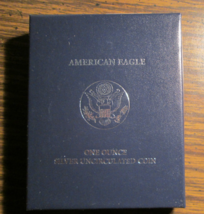 AMERICAN EAGLE
ONE OUNCE
SILVER UNCIRCULATED COIN